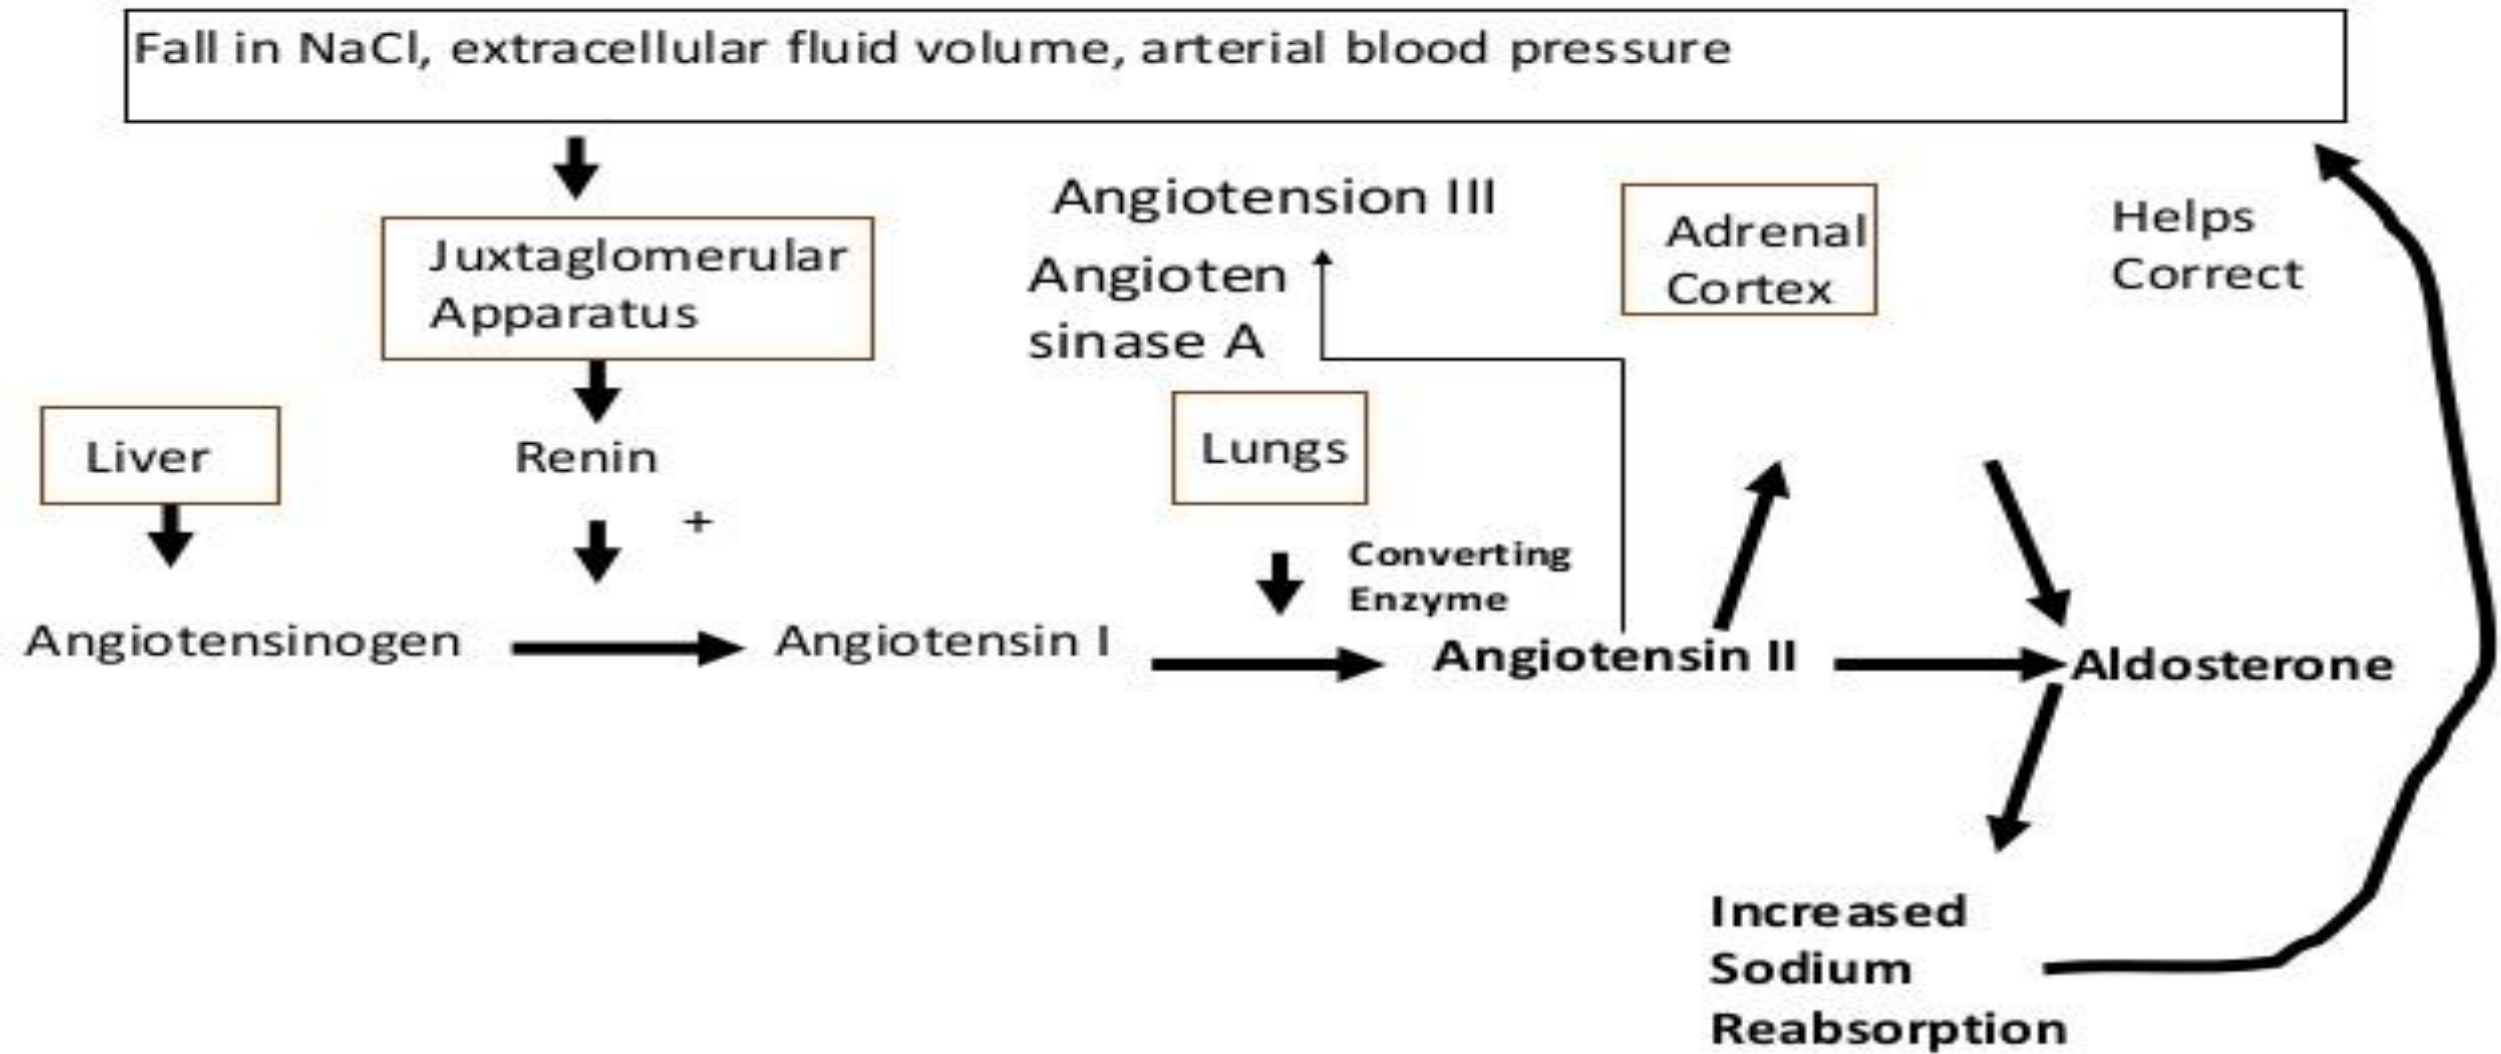 Fall in NaCl, extracellular fluid volume, arterial blood pressure
Juxtaglomerular
Apparatus
Angiotension III
Angioten
sinase A
Adrenal
Cortex
Helps
Correct
Liver
Renin
+
Lungs
Converting
Enzyme
Angiotensinogen
Angiotensin I
Angiotensin II
Aldosterone
Increased
Sodium
Reabsorption